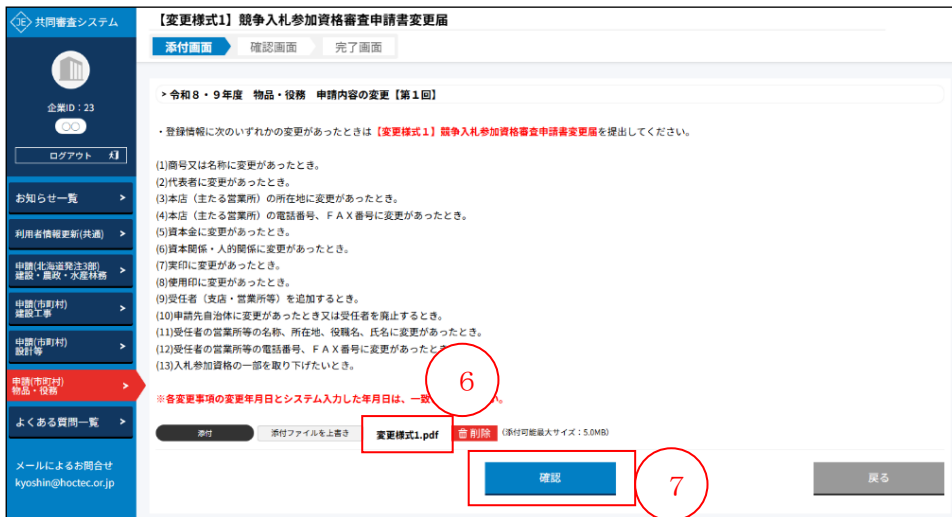 JE 共同審査システム
企業ID：23
〇〇
ログアウト
お知らせ一覧 >
利用者情報更新(共通) >
申請(北海道発注3部)
建設・農政・水産林務 >
申請(市町村)
建設工事 >
申請(市町村)
設計等 >
申請(市町村)
物品・役務 >
よくある質問一覧 >
メールによるお問合せ
kyoshin@hoctec.or.jp
【変更様式1】競争入札参加資格審査申請書変更届
添付画面 確認画面 完了画面
> 令和８・９年度　物品・役務　申請内容の変更【第１回】
・登録情報に次のいずれかの変更があったときは【変更様式１】競争入札参加資格審査申請書変更届を提出してください。
(1)商号又は名称に変更があったとき。
(2)代表者に変更があったとき。
(3)本店（主たる営業所）の所在地に変更があったとき。
(4)本店（主たる営業所）の電話番号、ＦＡＸ番号に変更があったとき。
(5)資本金に変更があったとき。
(6)資本関係・人的関係に変更があったとき。
(7)実印に変更があったとき。
(8)使用印に変更があったとき。
(9)受任者（支店・営業所等）を追加するとき。
(10)申請先自治体に変更があったとき又は受任者を廃止するとき。
(11)受任者の営業所等の名称、所在地、役職名、氏名に変更があったとき。
(12)受任者の営業所等の電話番号、ＦＡＸ番号に変更があったとき
(13)入札参加資格の一部を取り下げたいとき。
6
※各変更事項の変更年月日とシステム入力した年月日は、一致 い。
添付 添付ファイルを上書き 変更様式1.pdf 削除 (添付可能最大サイズ：5.0MB)
確認 7 戻る